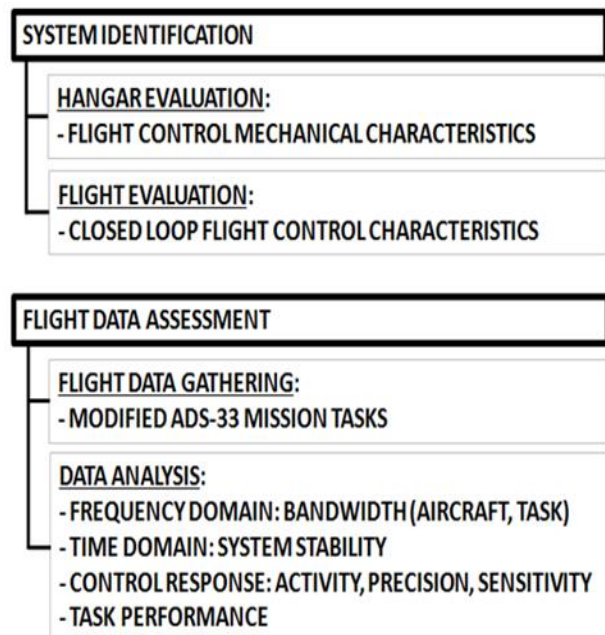 SYSTEM IDENTIFICATION
HANGAR EVALUATION:
- FLIGHT CONTROL MECHANICAL CHARACTERISTICS
FLIGHT EVALUATION:
- CLOSED LOOP FLIGHT CONTROL CHARACTERISTICS
FLIGHT DATA ASSESSMENT
FLIGHT DATA GATHERING:
- MODIFIED ADS-33 MISSION TASKS
DATA ANALYSIS:
- FREQUENCY DOMAIN: BANDWIDTH (AIRCRAFT, TASK)
- TIME DOMAIN: SYSTEM STABILITY
- CONTROL RESPONSE: ACTIVITY, PRECISION, SENSITIVITY
- TASK PERFORMANCE